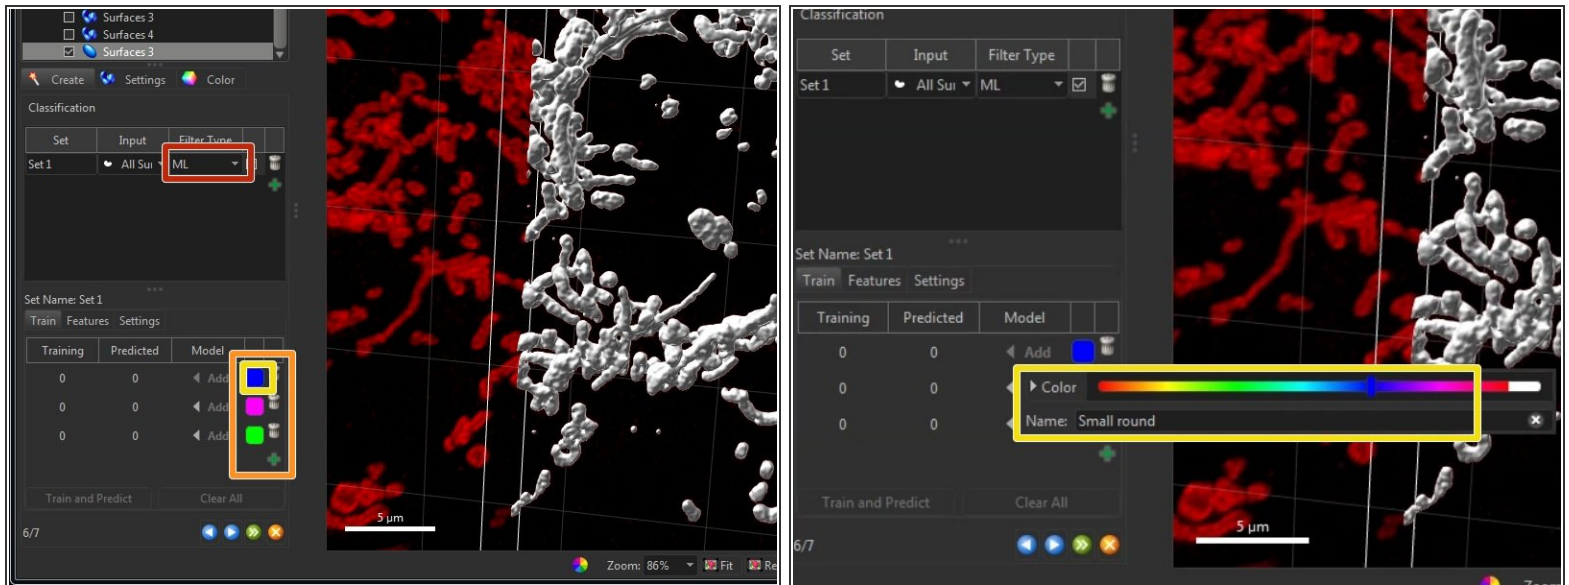 Surfaces 3
Surfaces 4
Surfaces 3
Create Settings Color
Classification
Set Input Filter Type
Set 1 All Sur ML
Set Name: Set 1
Train Features Settings
Training Predicted Model
0 0 Add
0 0 Add
0 0 Add
Train and Predict Clear All
6/7
5 µm
Zoom: 86% Fit Re
Classification
Set Input Filter Type
Set 1 All Sur ML
Set Name: Set 1
Train Features Settings
Training Predicted Model
0 0 Add
0 0
Color
0 0
Name: Small round
Train and Predict Clear All
6/7
5 µm